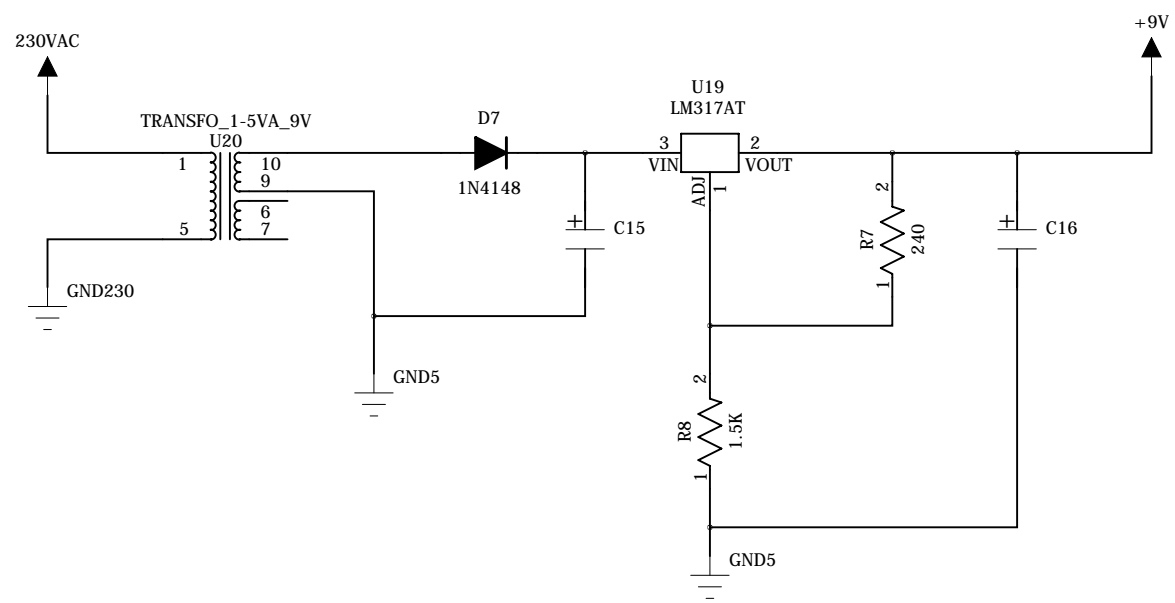 +9V
230VAC
U19
LM317AT
TRANSFO_1-5VA_9V
D7
U20
1
10
9
6
7
5
1N4148
3
VIN
2
VOUT
ADJ
1
+
C15
2
R7
240
1
+
C16
GND230
GND5
2
R8
1.5K
1
GND5